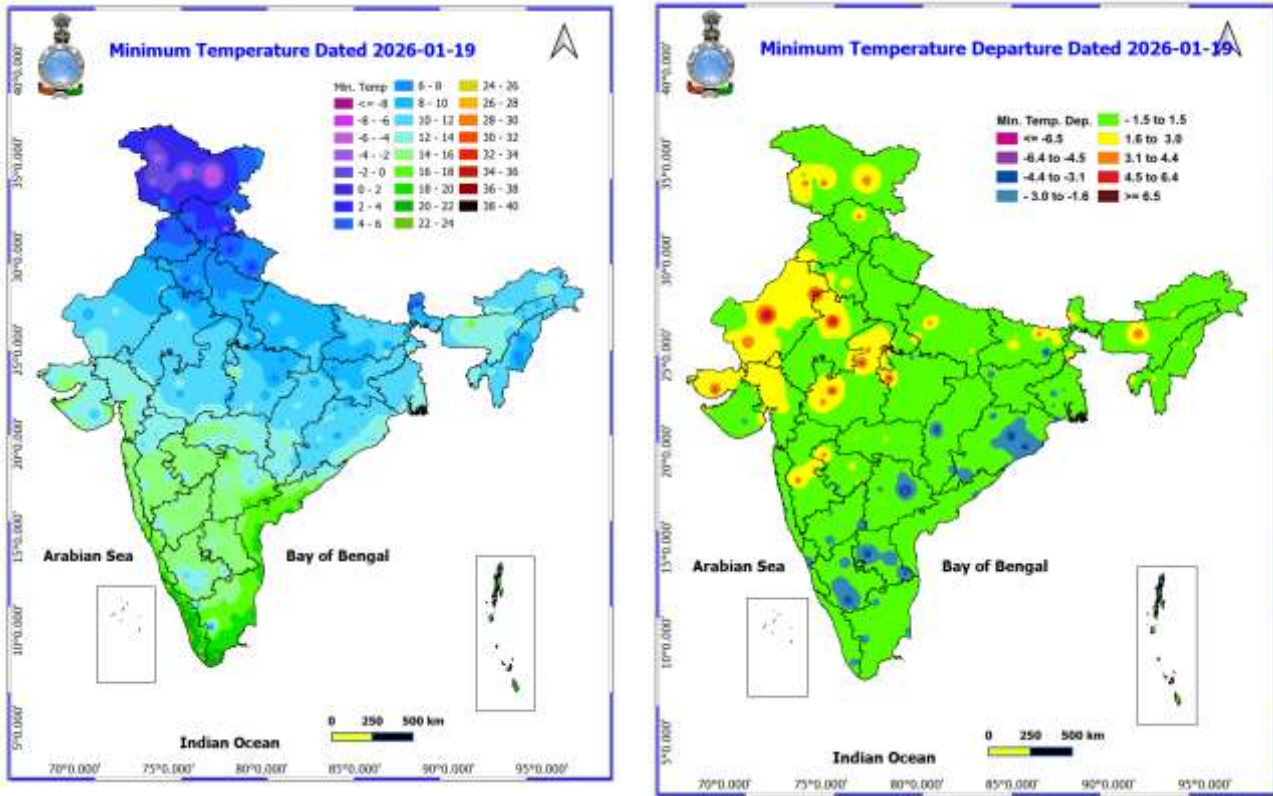 Minimum Temperature Dated 2026-01-19
Min. Temp
<= -8
-8 - -6
-6 - -4
-4 - -2
-2 - 0
0 - 2
2 - 4
4 - 6
6 - 8
8 - 10
10 - 12
12 - 14
14 - 16
16 - 18
18 - 20
20 - 22
22 - 24
24 - 26
26 - 28
28 - 30
30 - 32
32 - 34
34 - 36
36 - 38
38 - 40
40°0.000'
35°0.000'
30°0.000'
25°0.000'
20°0.000'
15°0.000'
10°0.000'
5°0.000'
Arabian Sea
Bay of Bengal
0 250 500 km
Indian Ocean
70°0.000' 75°0.000' 80°0.000' 85°0.000' 90°0.000' 95°0.000'
Minimum Temperature Departure Dated 2026-01-19
Min. Temp. Dep.
<= -6.5
-6.4 to -4.5
-4.4 to -3.1
- 3.0 to -1.6
- 1.5 to 1.5
1.6 to 3.0
3.1 to 4.4
4.5 to 6.4
>= 6.5
40°0.000'
35°0.000'
30°0.000'
25°0.000'
20°0.000'
15°0.000'
10°0.000'
5°0.000'
Arabian Sea
Bay of Bengal
0 250 500 km
Indian Ocean
70°0.000' 75°0.000' 80°0.000' 85°0.000' 90°0.000' 95°0.000'